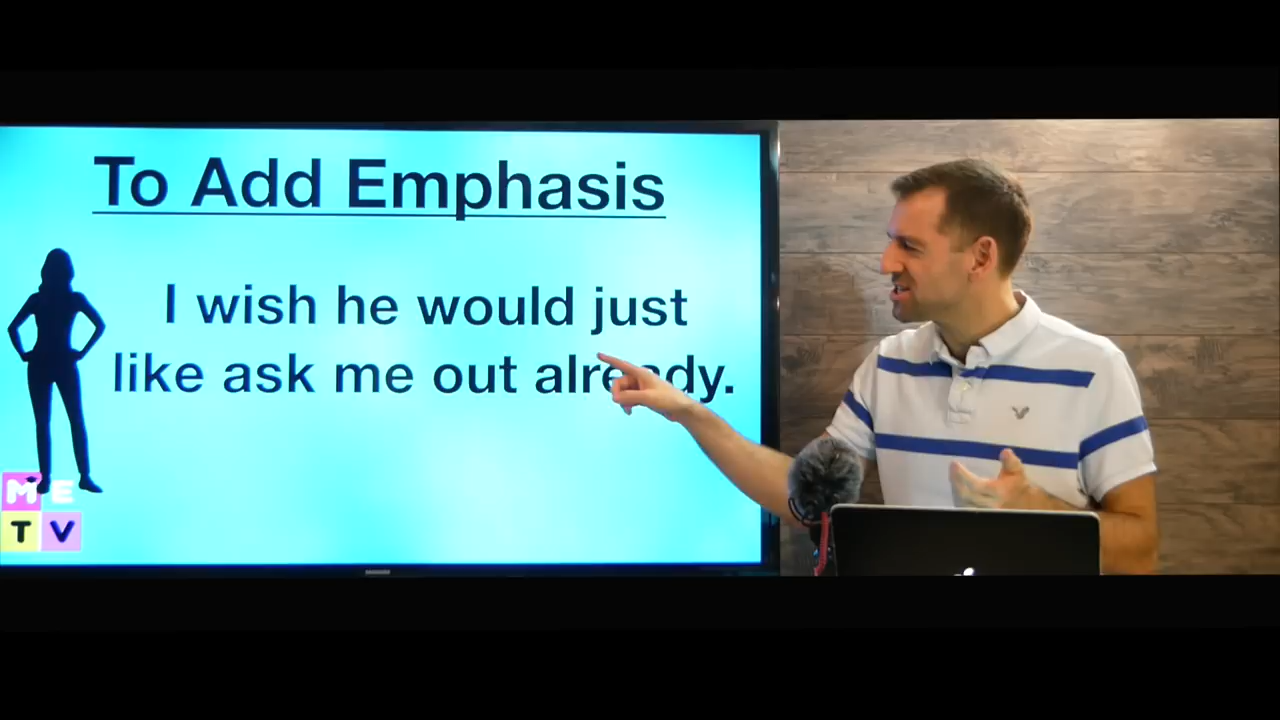 To Add Emphasis
I wish he would just
like ask me out already.
ME
TV